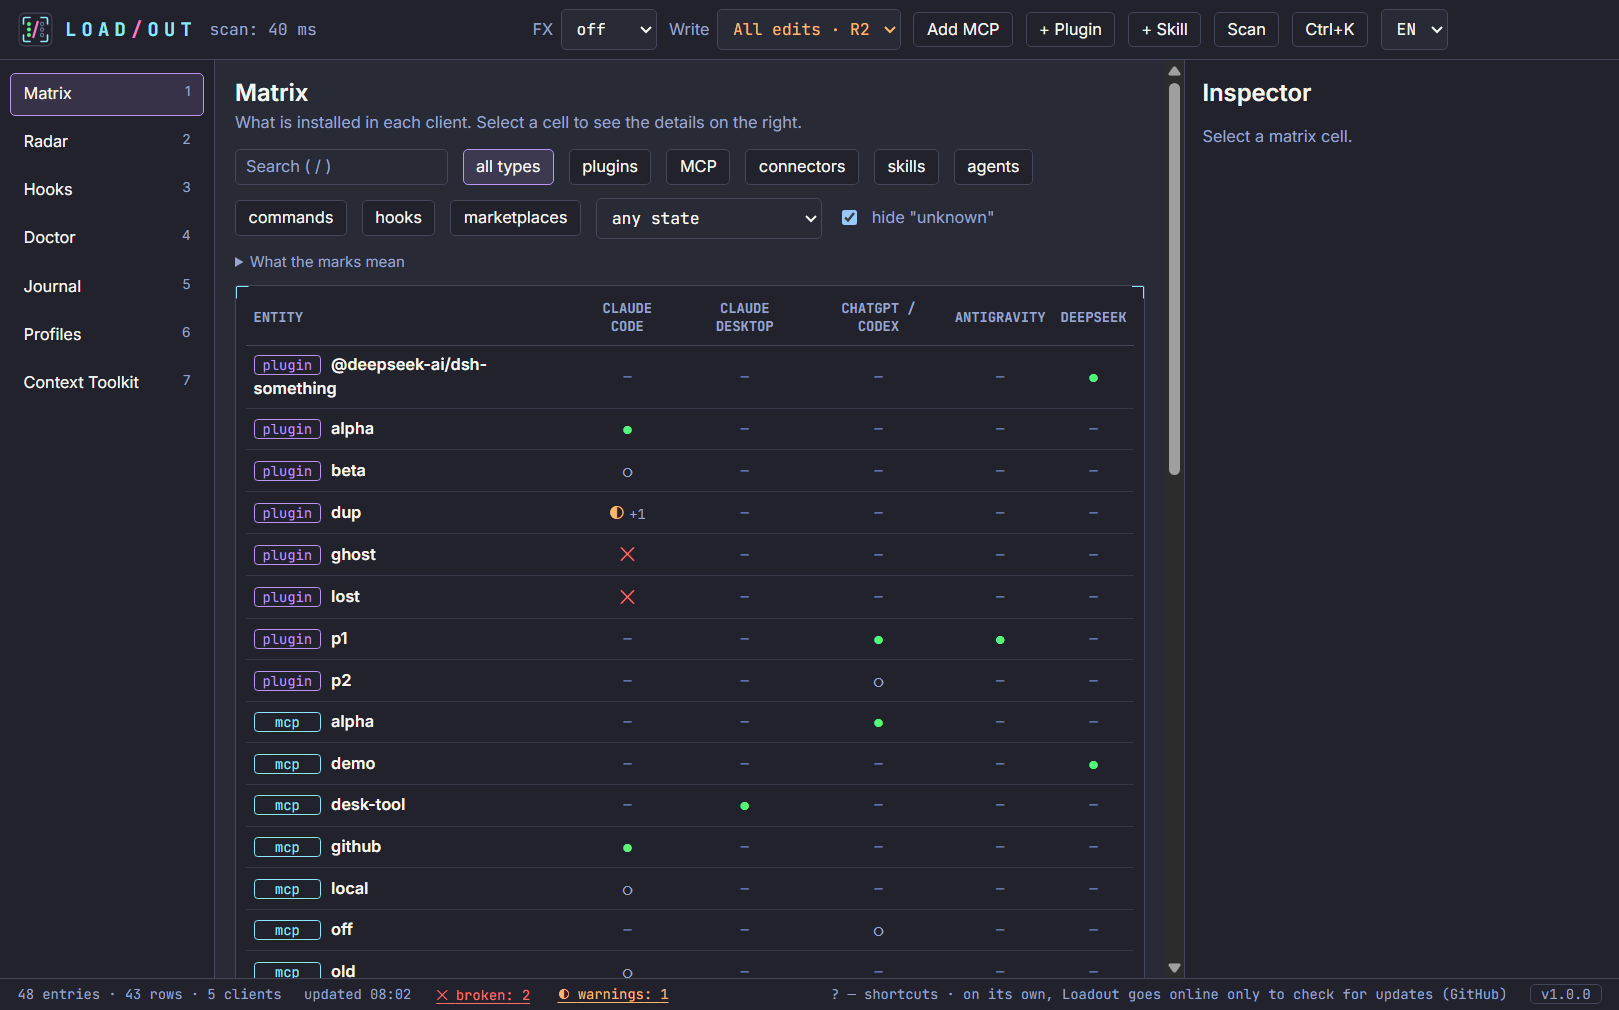 LOAD/OUT scan: 40 ms FX off Write All edits · R2 Add MCP + Plugin + Skill Scan Ctrl+K EN
Matrix 1
Radar 2
Hooks 3
Doctor 4
Journal 5
Profiles 6
Context Toolkit 7
Matrix
What is installed in each client. Select a cell to see the details on the right.
Search ( / ) all types plugins MCP connectors skills agents
commands hooks marketplaces any state hide "unknown"
What the marks mean
ENTITY CLAUDE CODE CLAUDE DESKTOP CHATGPT / CODEX ANTIGRAVITY DEEPSEEK
plugin @deepseek-ai/dsh-
something – – – – ●
plugin alpha ● – – – –
plugin beta ○ – – – –
plugin dup ◐ +1 – – – –
plugin ghost ✕ – – – –
plugin lost ✕ – – – –
plugin p1 – – ● ● –
plugin p2 – – ○ – –
mcp alpha – – ● – –
mcp demo – – – – ●
mcp desk-tool – ● – – –
mcp github ● – – – –
mcp local ○ – – – –
mcp off – – ○ – –
mcp old ○ – – – –
Inspector
Select a matrix cell.
48 entries · 43 rows · 5 clients updated 08:02 ✕ broken: 2 ◐ warnings: 1 ? — shortcuts · on its own, Loadout goes online only to check for updates (GitHub) v1.0.0